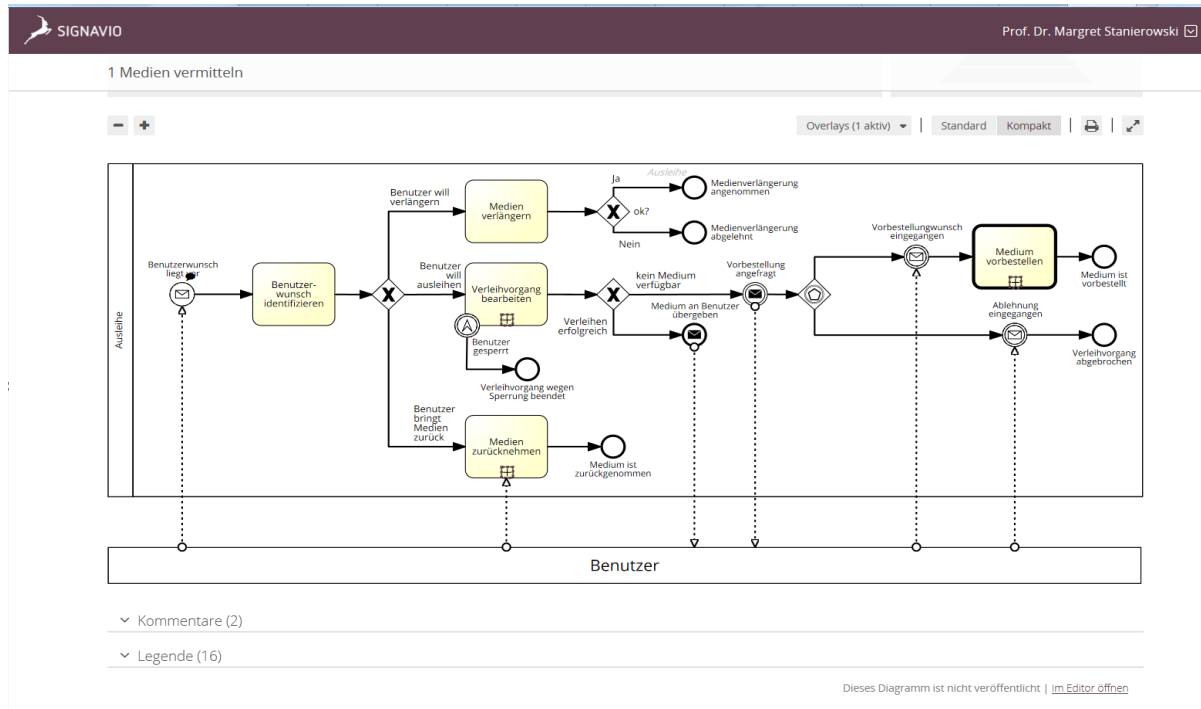 SIGNAVIO
Prof. Dr. Margret Stanierowski
1 Medien vermitteln
Overlays (1 aktiv)
Standard
Kompakt
Ausleihe
Ausleihe
Benutzerwunsch
liegt vor
Benutzer-
wunsch
identifizieren
Benutzer will
verlängern
Medien
verlängern
Ja
ok?
Nein
Medienverlängerung
angenommen
Medienverlängerung
abgelehnt
Benutzer
will
ausleihen
Verleihvorgang
bearbeiten
Benutzer
gesperrt
Verleihvorgang wegen
Sperrung beendet
kein Medium
verfügbar
Verleihen
erfolgreich
Medium an Benutzer
übergeben
Vorbestellung
angefragt
Vorbestellungwunsch
eingegangen
Medium
vorbestellen
Medium ist
vorbestellt
Ablehnung
eingegangen
Verleihvorgang
abgebrochen
Benutzer
bringt
Medien
zurück
Medien
zurücknehmen
Medium ist
zurückgenommen
Benutzer
Kommentare (2)
Legende (16)
Dieses Diagramm ist nicht veröffentlicht | Im Editor öffnen